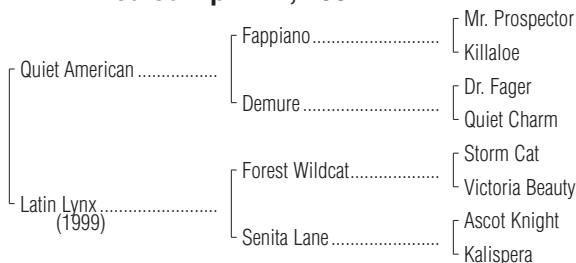 Mr. Prospector
Fappiano
Killaloe
Quiet American
Dr. Fager
Demure
Quiet Charm
Storm Cat
Forest Wildcat
Victoria Beauty
Latin Lynx
(1999)
Ascot Knight
Senita Lane
Kalispera